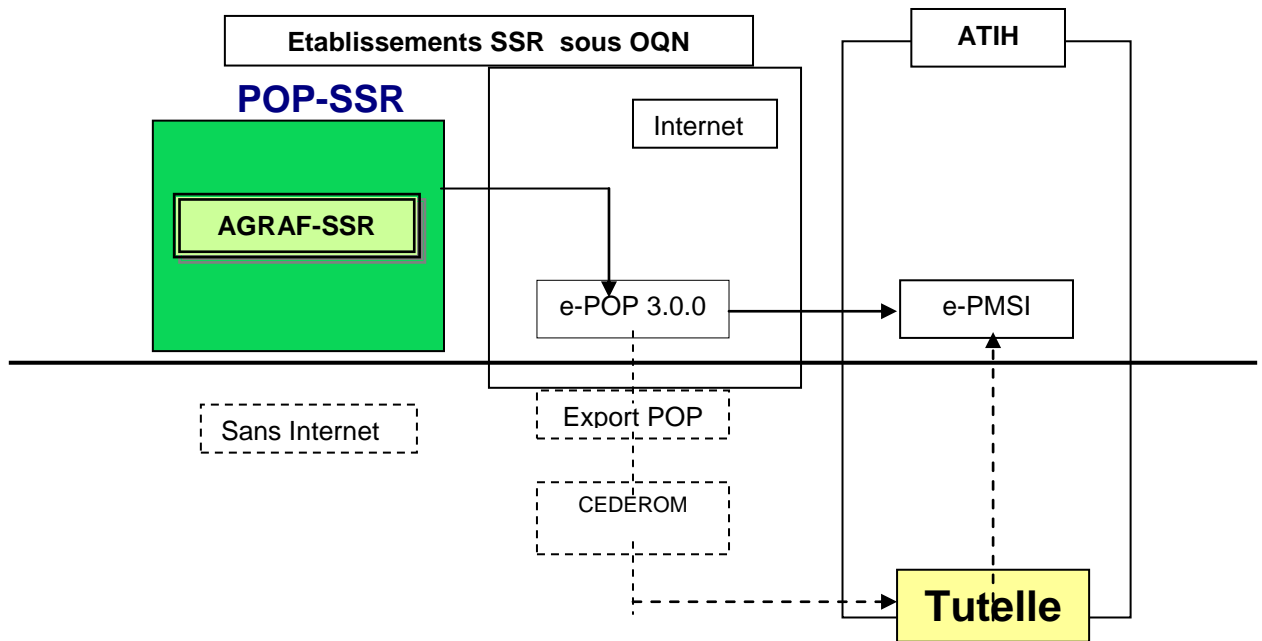 Etablissements SSR sous OQN
ATIH
POP-SSR
Internet
AGRAF-SSR
e-POP 3.0.0
e-PMSI
Sans Internet
Export POP
CEDEROM
Tutelle